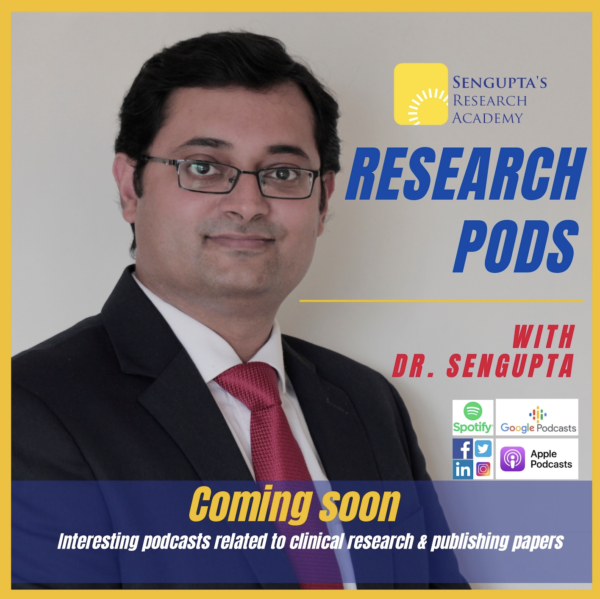 SENGUPTA'S
RESEARCH
ACADEMY
RESEARCH
PODS
WITH
DR. SENGUPTA
Spotify
Google Podcasts
Apple
Podcasts
Coming soon
Interesting podcasts related to clinical research & publishing papers